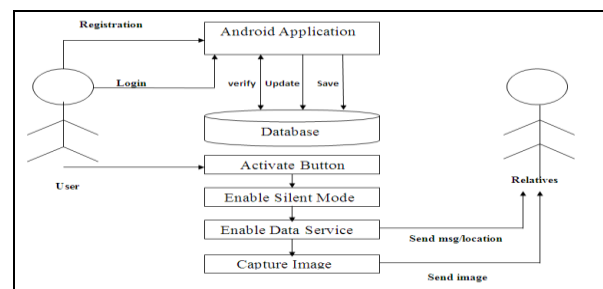 Registration
Android Application
Login
verify Update Save
Database
Activate Button
User
Relatives
Enable Silent Mode
Enable Data Service
Send msg/location
Capture Image
Send image